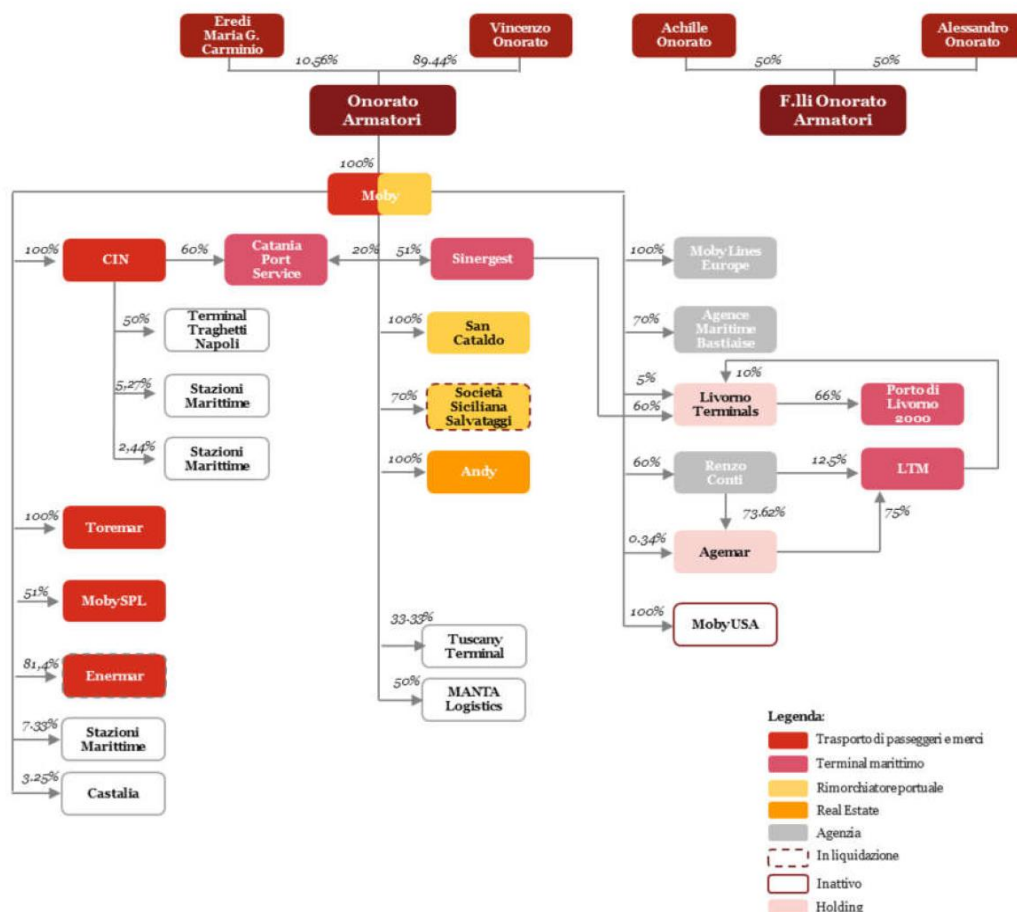 Eredi
Maria G.
Carminio
Vincenzo
Onorato
Achille
Onorato
Alessandro
Onorato
10.56%
89.44%
50%
50%
Onorato
Armatori
F.lli Onorato
Armatori
100%
Moby
100%
CIN
60%
Catania
Port
Service
20%
51%
Sinergest
100%
Moby Lines
Europe
50%
Terminal
Traghetti
Napoli
100%
San
Cataldo
70%
Agence
Maritime
Bastiaise
5,27%
Stazioni
Marittime
70%
Società
Siciliana
Salvataggi
5%
60%
10%
Livorno
Terminals
66%
Porto di
Livorno
2000
2,44%
Stazioni
Marittime
100%
Andy
60%
Renzo
Conti
12.5%
LTM
73.62%
75%
100%
Toremar
0.34%
Agemar
51%
MobySPL
100%
MobyUSA
33.33%
Tuscany
Terminal
81,4%
Enermar
50%
MANTA
Logistics
7.33%
Stazioni
Marittime
3.25%
Castalia
Legenda:
Trasporto di passeggeri e merci
Terminal marittimo
Rimorchiatore portuale
Real Estate
Agenzia
In liquidazione
Inattivo
Holding